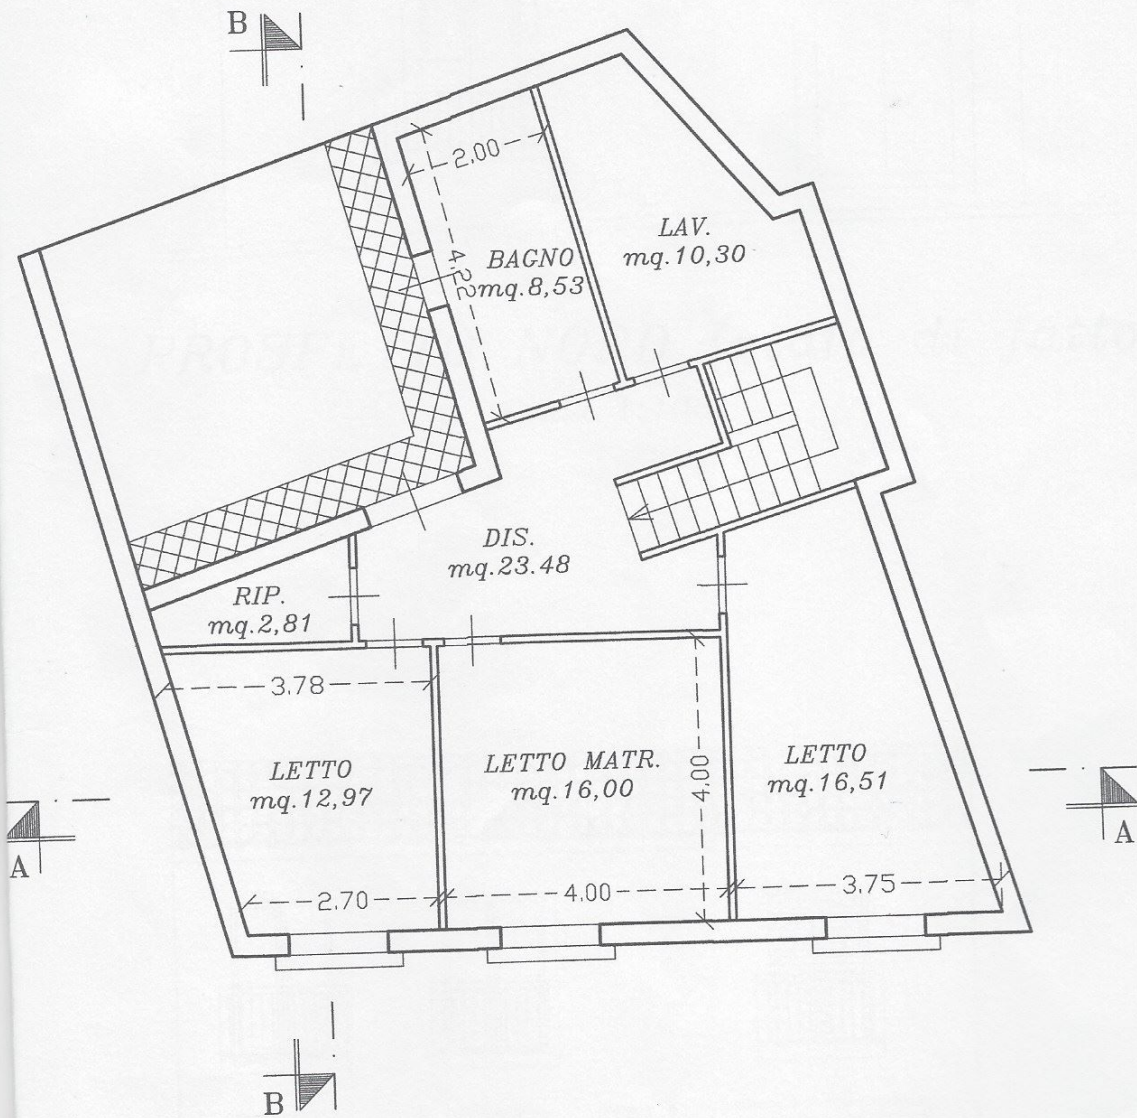 B
2.00
LAV.
mq.10,30
4.22
BAGNO
mq.8,53
DIS.
mq.23.48
RIP.
mq.2,81
3.78
LETTO
mq.12,97
LETTO MATR.
mq.16,00
4.00
LETTO
mq.16,51
A
A
2.70
4.00
3.75
B